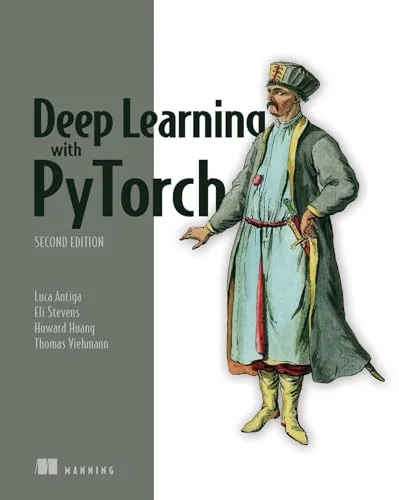 Deep Learning
with
PyTorch
SECOND EDITION
Luca Antiga
Eli Stevens
Howard Huang
Thomas Viehmann
MANNING